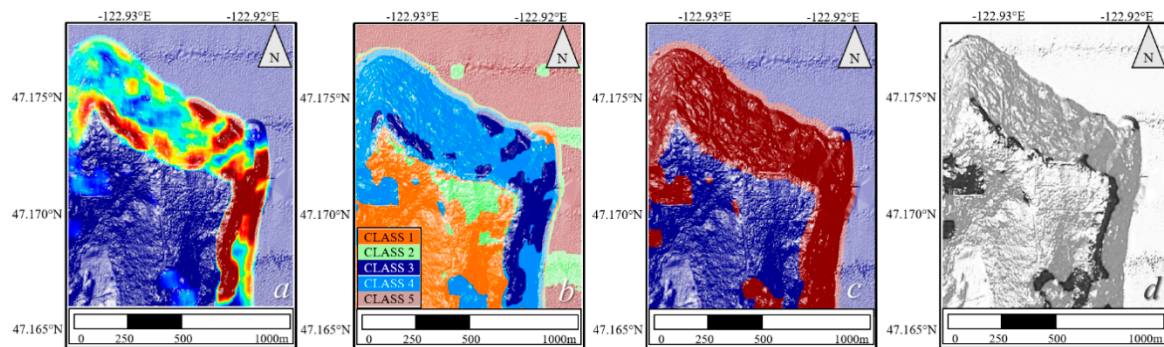 -122.93°E -122.92°E -122.93°E -122.92°E -122.93°E -122.92°E -122.93°E -122.92°E
N N N N
47.175°N 47.175°N 47.175°N 47.175°N
47.170°N 47.170°N 47.170°N 47.170°N
CLASS 1
CLASS 2
CLASS 3
CLASS 4
CLASS 5
a b c d
47.165°N 47.165°N 47.165°N 47.165°N
0 250 500 1000m 0 250 500 1000m 0 250 500 1000m 0 250 500 1000m